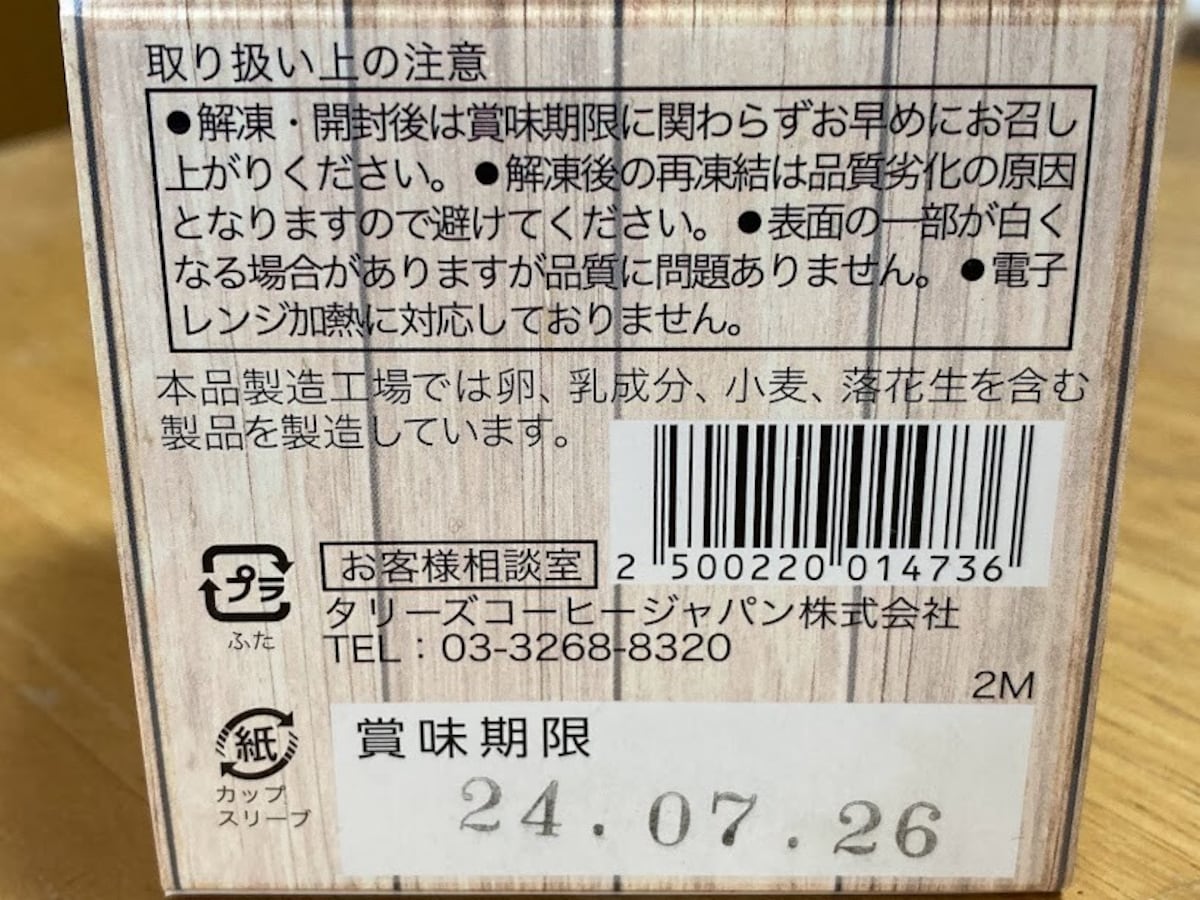 取り扱い上の注意
●解凍・開封後は賞味期限に関わらずお早めにお召し
上がりください。●解凍後の再凍結は品質劣化の原因
となりますので避けてください。●表面の一部が白く
なる場合がありますが品質に問題ありません。●電子
レンジ加熱に対応しておりません。
本品製造工場では卵、乳成分、小麦、落花生を含む
製品を製造しています。
2 500220 014736
プラ
ふた
お客様相談室
タリーズコーヒージャパン株式会社
TEL：03-3268-8320
2M
紙
カップ
スリーブ
賞味期限
24.07.26